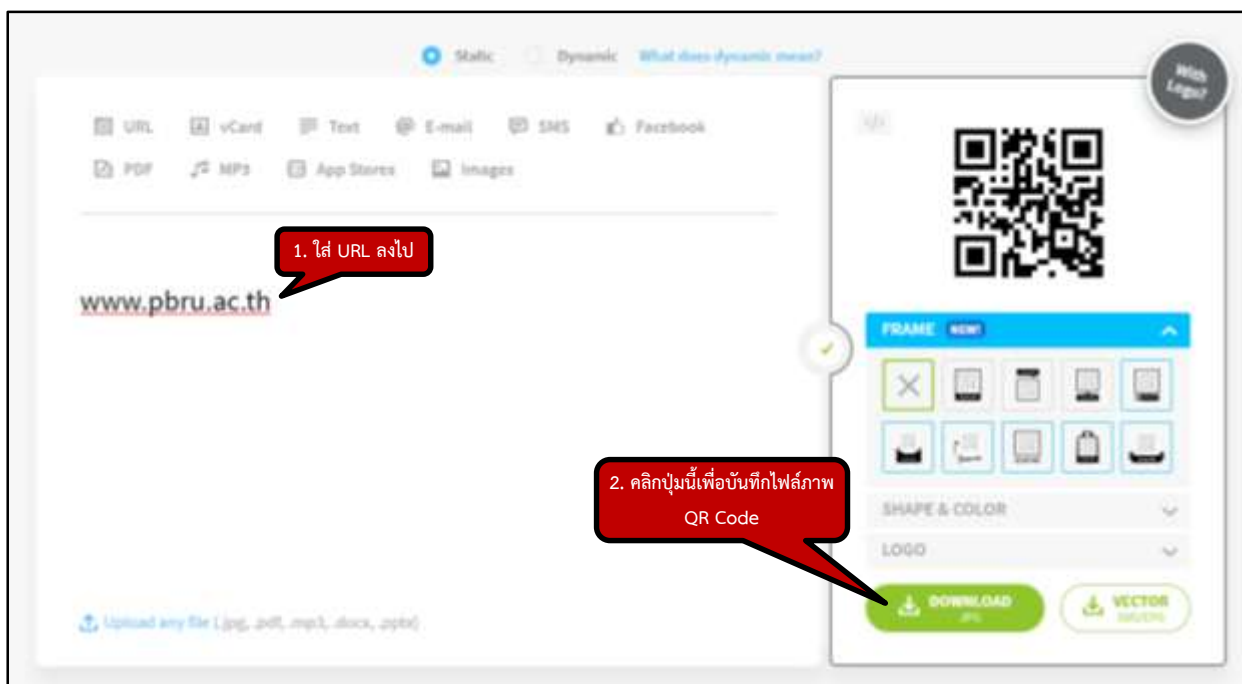 Static Dynamic What does dynamic mean?
With
Logo?
URL vCard Text E-mail SMS Facebook
PDF MP3 App Stores Images
1. ใส่ URL ลงไป
www.pbru.ac.th
</>
FRAME NEW!
2. คลิกปุ่มนี้เพื่อบันทึกไฟล์ภาพ
QR Code
SHAPE & COLOR
LOGO
DOWNLOAD
.JPG
VECTOR
.SVG/EPS
Upload any file (.jpg, .pdf, .mp3, .docx, .pptx)